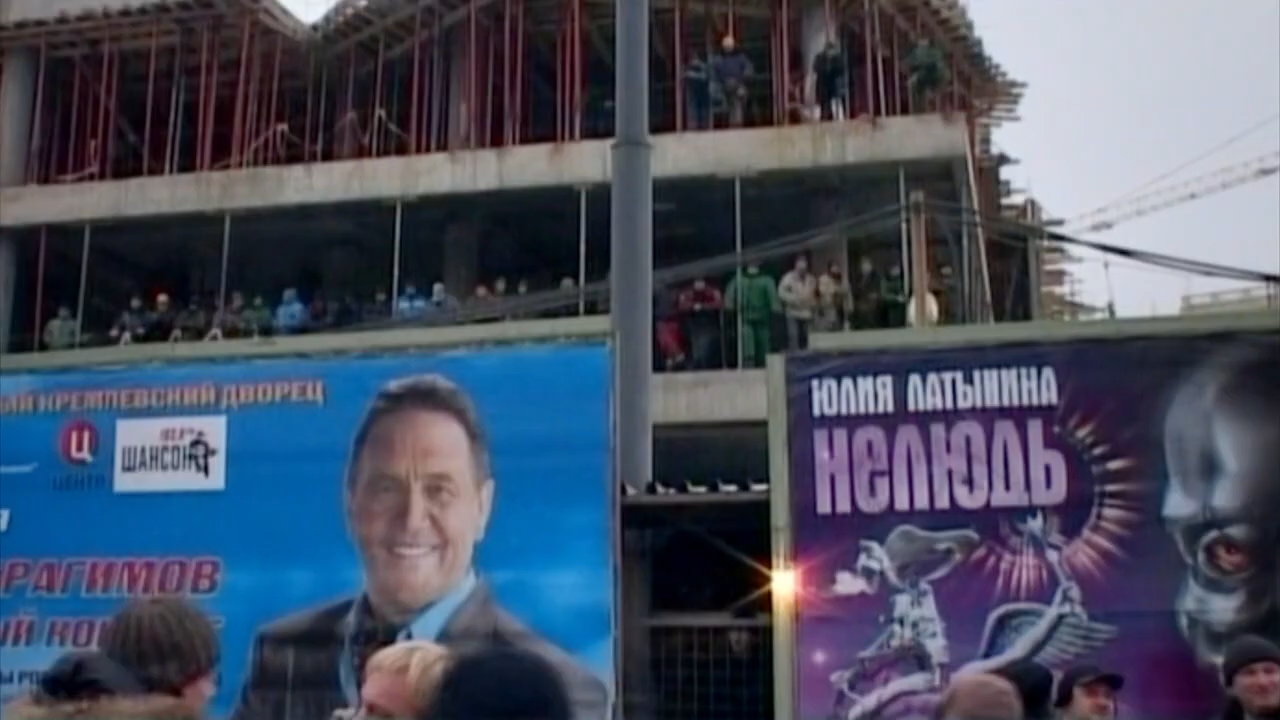 КРЕМЛЕВСКИЙ ДВОРЕЦ
Ц
ЦЕНТР
ШАНСОН
РАГИМОВ
ЮЛИЯ ЛАТЫНИНА
НЕЛЮДЬ